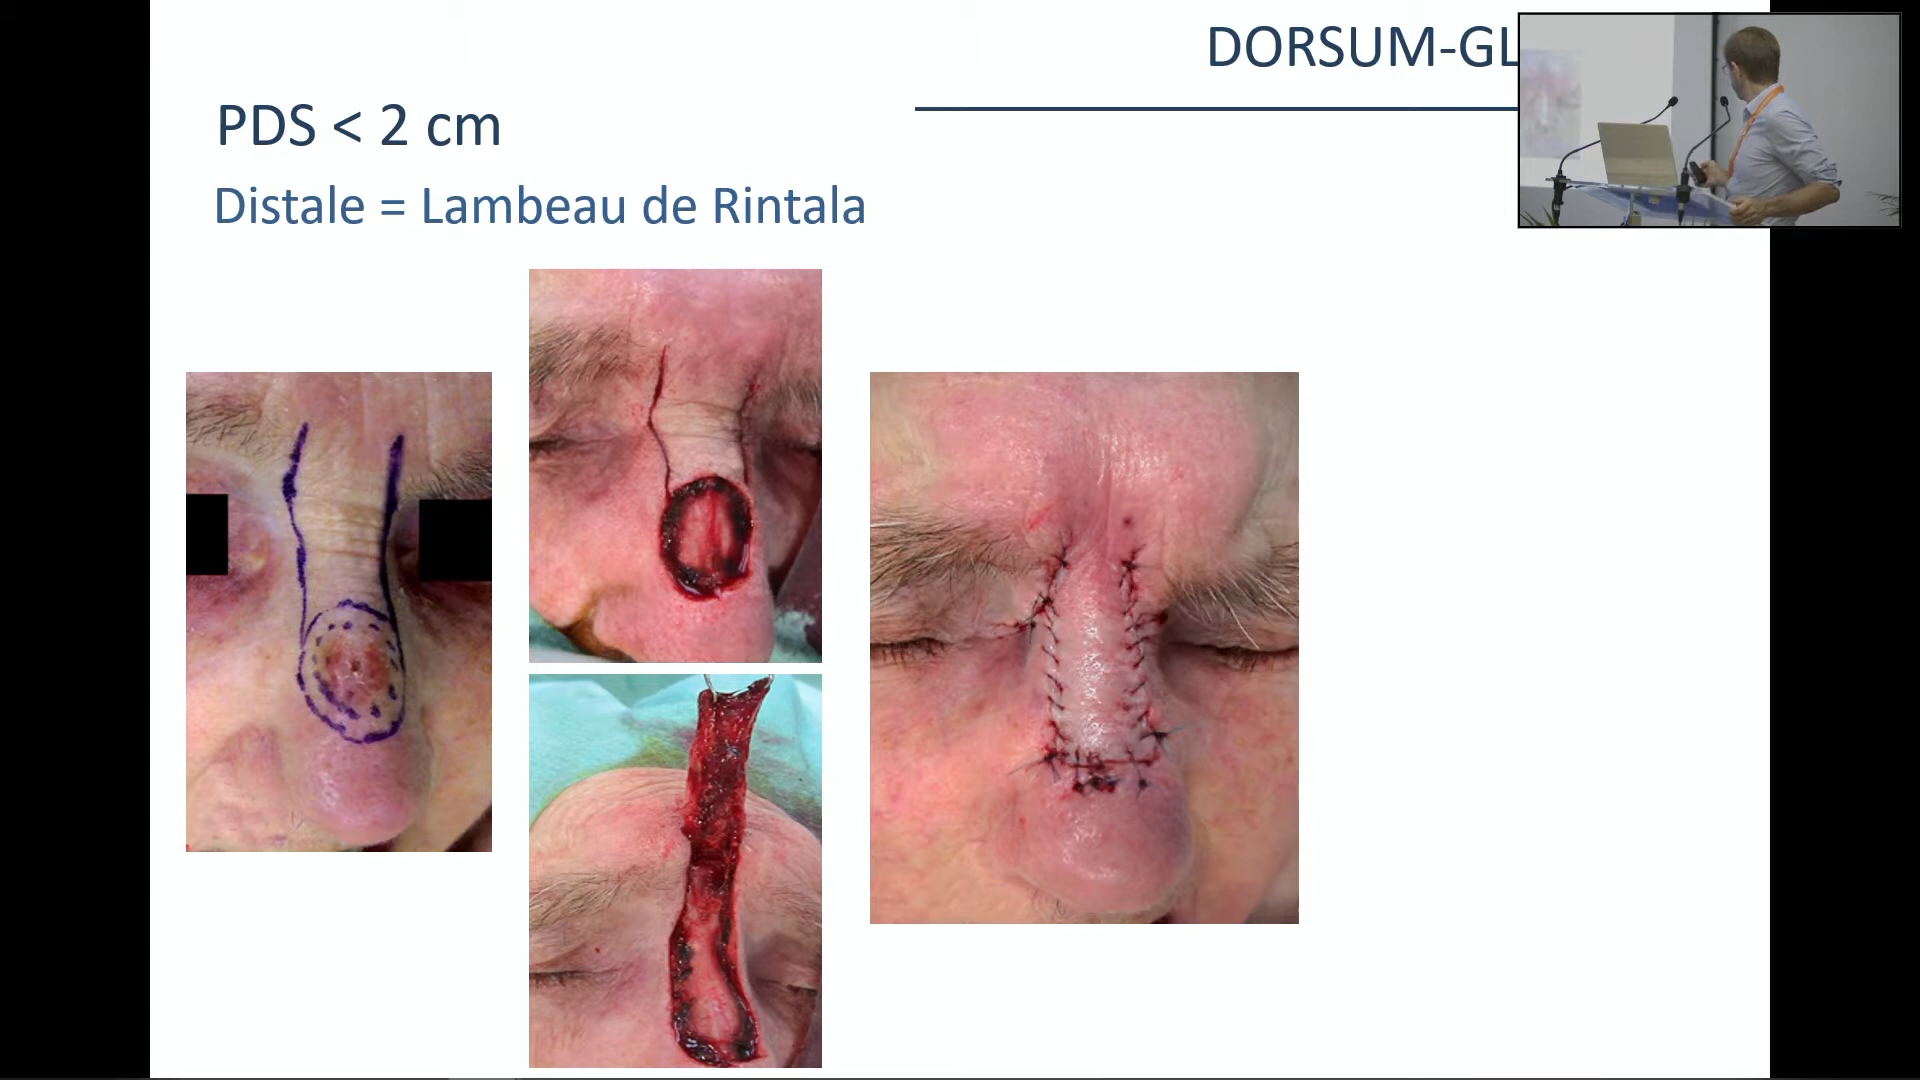 DORSUM-GL
PDS < 2 cm
Distale = Lambeau de Rintala